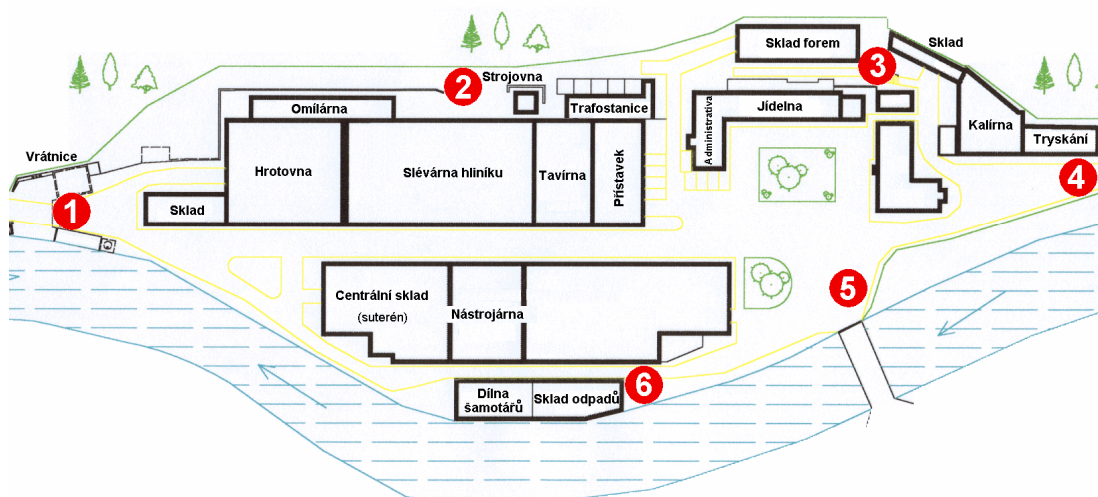 Sklad forem
3
Sklad
2
Strojovna
Omílárna
Trafostanice
Administrativa
Jídelna
Kalírna
Tryskání
Vrátnice
Hrotovna
Slévárna hliníku
Tavírna
Přístavek
4
1
Sklad
5
Centrální sklad
(suterén)
Nástrojárna
6
Dílna
šamotářů
Sklad odpadů